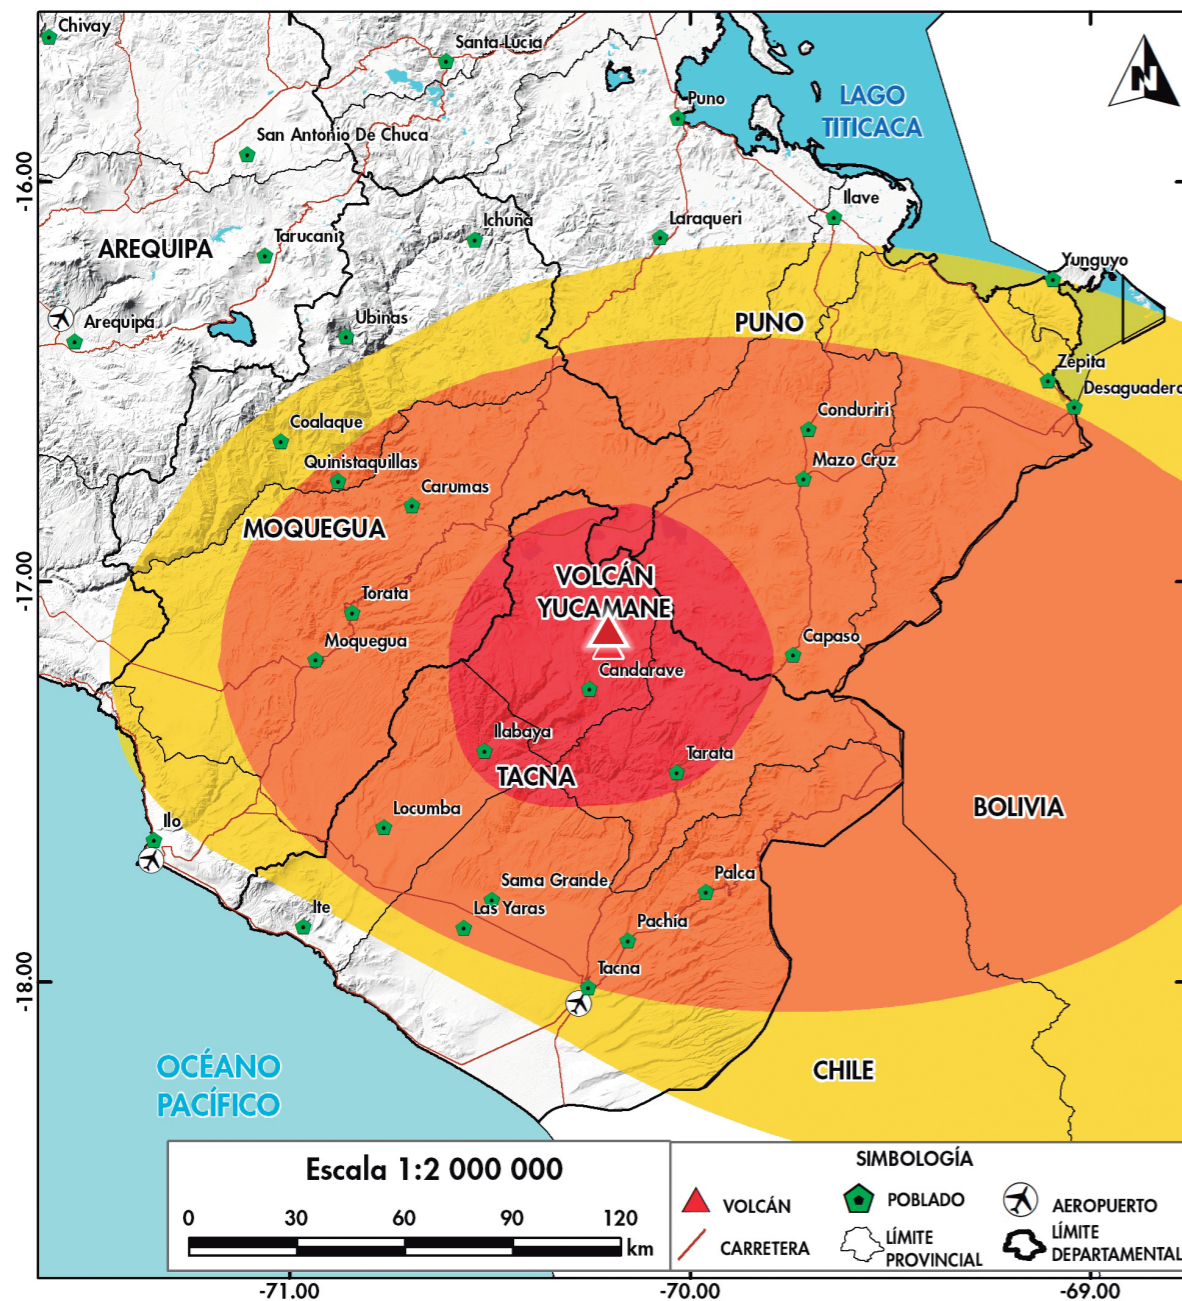 Chivay
Santa Lucia
Puno
LAGO
TITICACA
N
San Antonio De Chuca
-16.00
Ilave
Ichuña
Laraqueri
AREQUIPA
Tarucani
Yunguyo
Arequipa
Ubinas
PUNO
Zepita
Desaguadero
Coalaque
Conduriri
Quinistaquillas
Mazo Cruz
Carumas
MOQUEGUA
-17.00
VOLCÁN
YUCAMANE
Torata
Moquegua
Capaso
Candarave
Ilabaya
Tarata
TACNA
BOLIVIA
Locumba
Ilo
Palca
Sama Grande
Ite
Las Yaras
Pachía
Tacna
-18.00
OCÉANO
PACÍFICO
CHILE
Escala 1:2 000 000
0 30 60 90 120
km
SIMBOLOGÍA
VOLCÁN
POBLADO
AEROPUERTO
CARRETERA
LÍMITE
PROVINCIAL
LÍMITE
DEPARTAMENTAL
-71.00
-70.00
-69.00